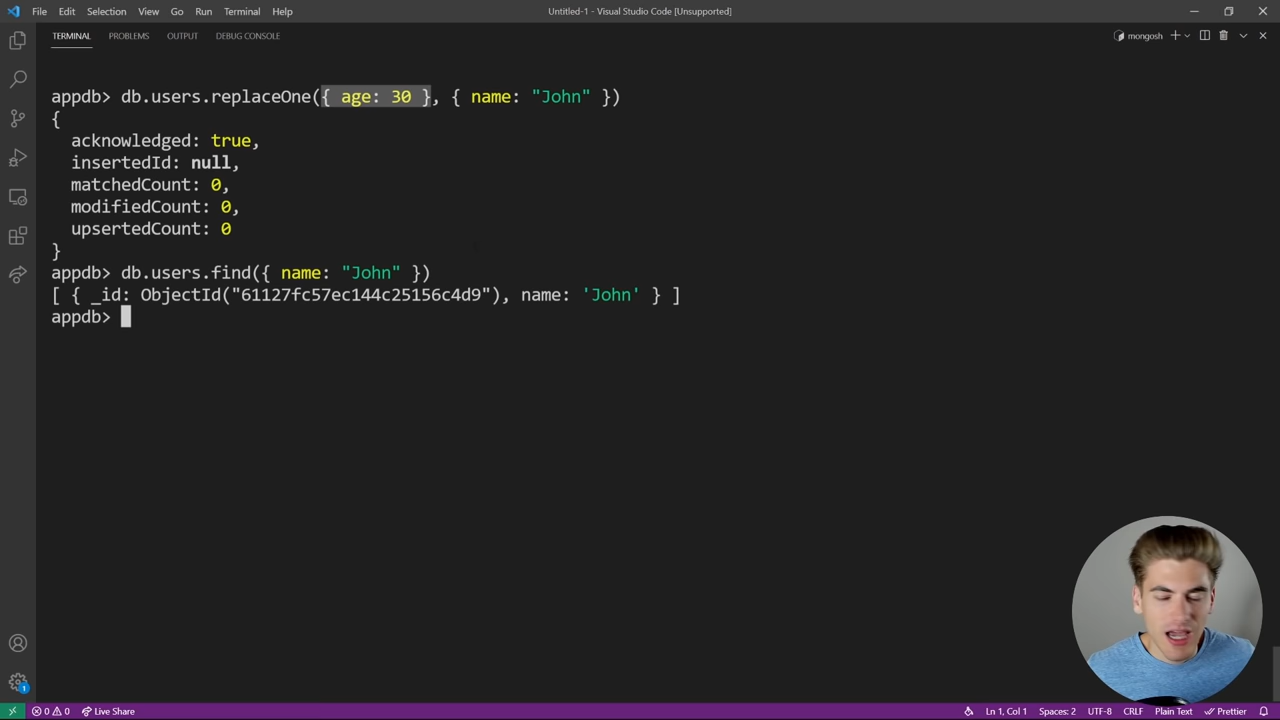 File Edit Selection View Go Run Terminal Help Untitled-1 - Visual Studio Code [Unsupported]
TERMINAL PROBLEMS OUTPUT DEBUG CONSOLE mongosh
appdb> db.users.replaceOne({ age: 30 }, { name: "John" })
{
  acknowledged: true,
  insertedId: null,
  matchedCount: 0,
  modifiedCount: 0,
  upsertedCount: 0
}
appdb> db.users.find({ name: "John" })
[ { _id: ObjectId("61127fc57ec144c25156c4d9"), name: 'John' } ]
appdb>
1
0 0 Live Share Ln 1, Col 1 Spaces: 2 UTF-8 CRLF Plain Text Prettier